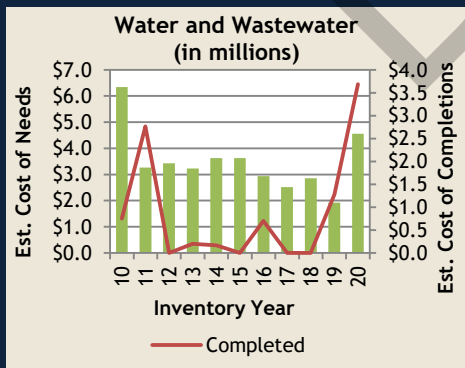 Water and Wastewater
(in millions)
Est. Cost of Needs
$7.0
$6.0
$5.0
$4.0
$3.0
$2.0
$1.0
$0.0
$4.0
$3.5
$3.0
$2.5
$2.0
$1.5
$1.0
$0.5
$0.0
Est. Cost of Completions
10 11 12 13 14 15 16 17 18 19 20
Inventory Year
Completed